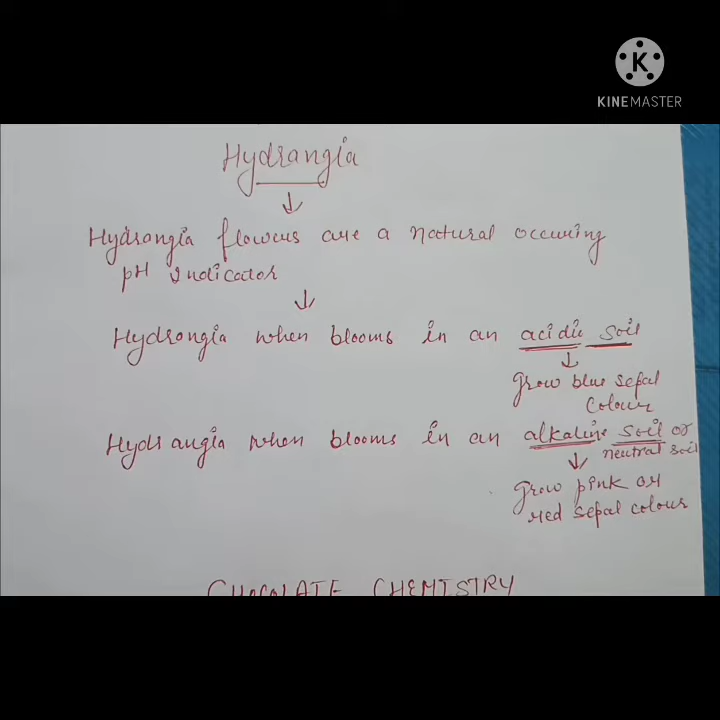 K
KINEMASTER
Hydrangia
Hydrangia flowers are a natural occuring
pH Indicator
Hydrongia when blooms in an acidic soil
Grow blue sepal
colour
Hydrangia when blooms in an alkaline soil or
neutral soil
Grow pink or
red sepal colour
CHOCOLATE CHEMISTRY